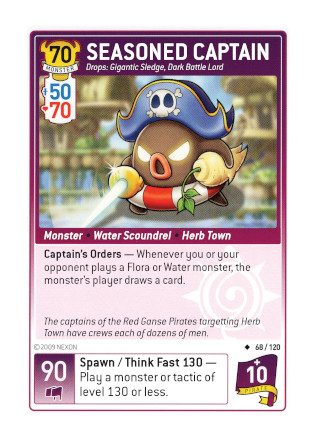 70
SEASONED CAPTAIN
MONSTER
Drops: Gigantic Sledge, Dark Battle Lord
50
70
Monster • Water Scoundrel • Herb Town
Captain's Orders — Whenever you or your
opponent plays a Flora or Water monster, the
monster's player draws a card.
The captains of the Red Ganse Pirates targetting Herb
Town have crews each of dozens of men.
©2009 NEXON
♦ 68 / 120
90
Spawn / Think Fast 130 —
Play a monster or tactic of
level 130 or less.
+
10
PIRATE